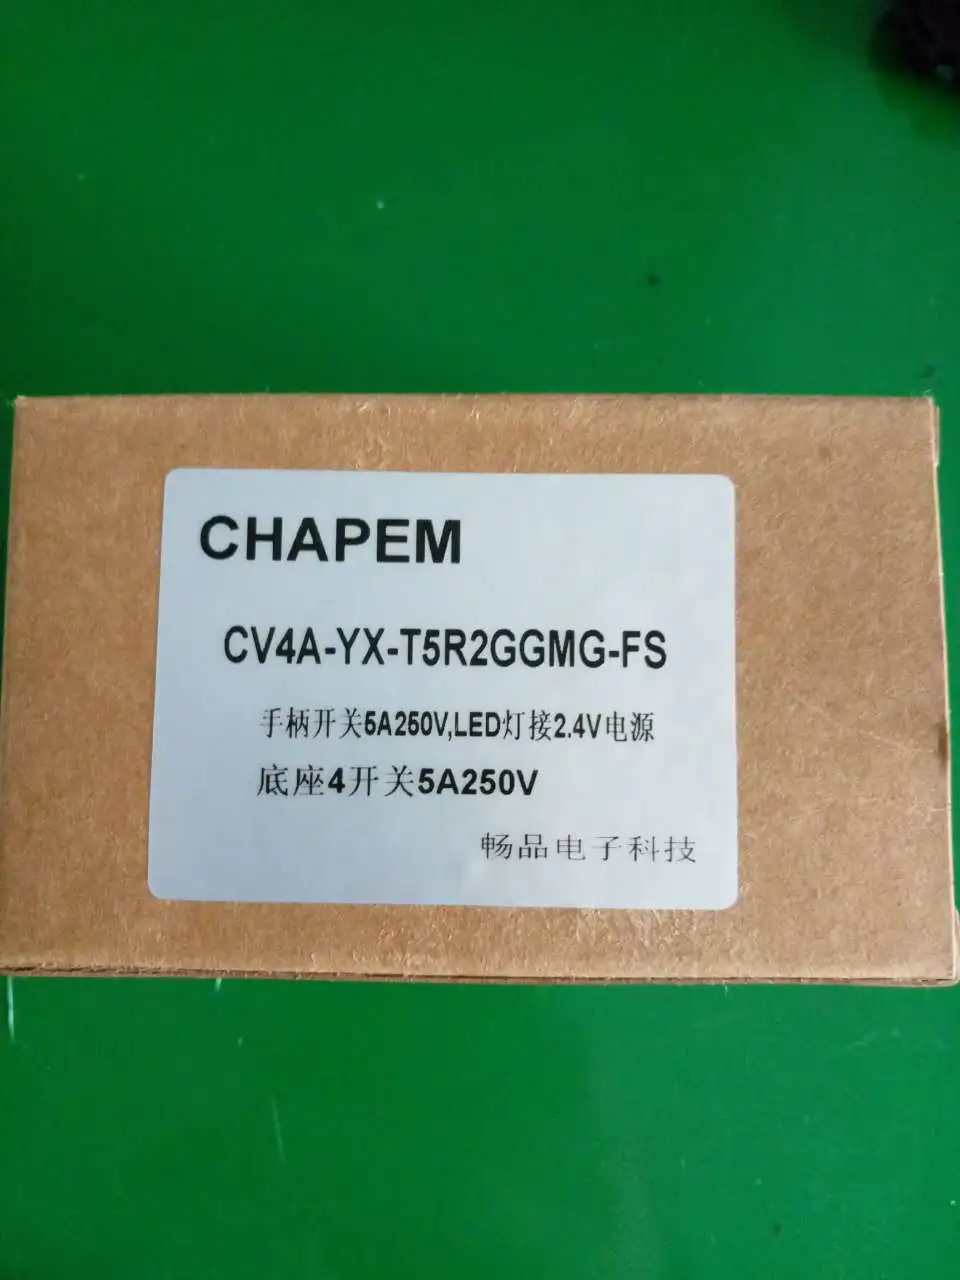 CHAPEM
CV4A-YX-T5R2GGMG-FS
手柄开关5A250V,LED灯接2.4V电源
底座4开关5A250V
畅品电子科技